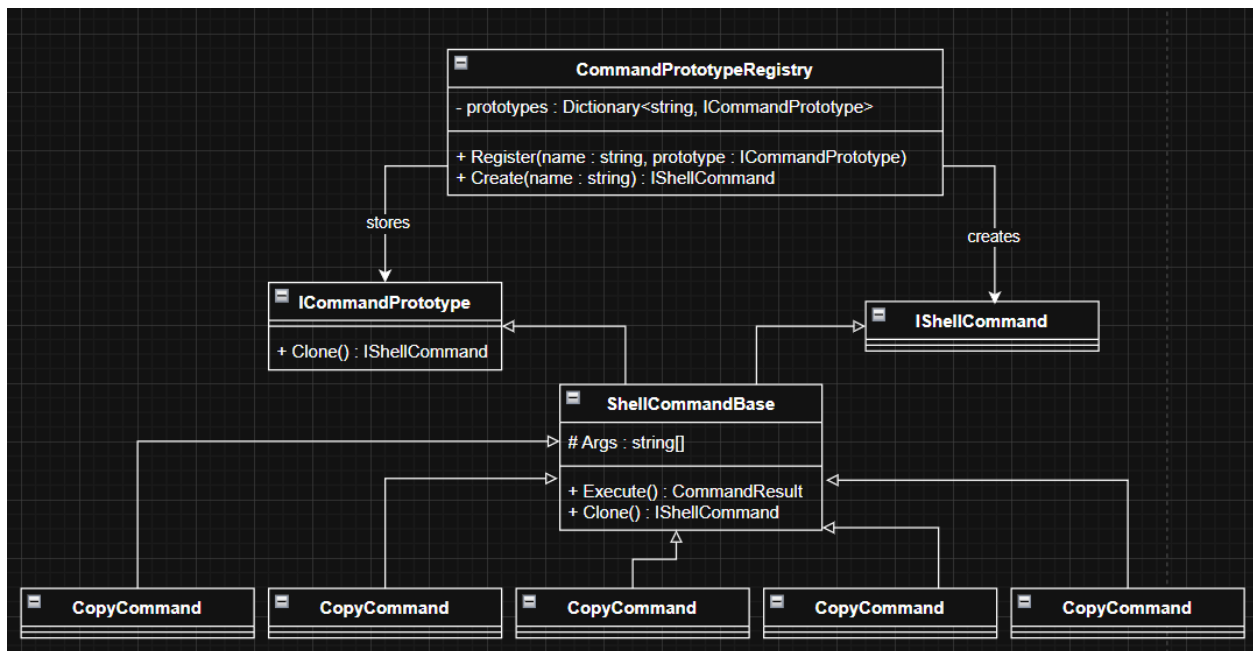 CommandPrototypeRegistry
- prototypes : Dictionary<string, ICommandPrototype>
+ Register(name : string, prototype : ICommandPrototype)
+ Create(name : string) : IShellCommand
stores
creates
ICommandPrototype
+ Clone() : IShellCommand
IShellCommand
ShellCommandBase
# Args : string[]
+ Execute() : CommandResult
+ Clone() : IShellCommand
CopyCommand
CopyCommand
CopyCommand
CopyCommand
CopyCommand